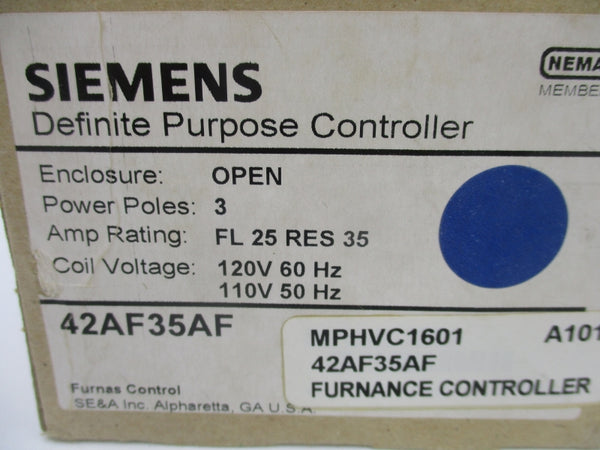 SIEMENS
NEMA
MEMBE
Definite Purpose Controller
Enclosure: OPEN
Power Poles: 3
Amp Rating: FL 25 RES 35
Coil Voltage: 120V 60 Hz
110V 50 Hz
42AF35AF
MPHVC1601 A101
42AF35AF
FURNANCE CONTROLLER
Furnas Control
SE&A Inc. Alpharetta, GA U.S.A.